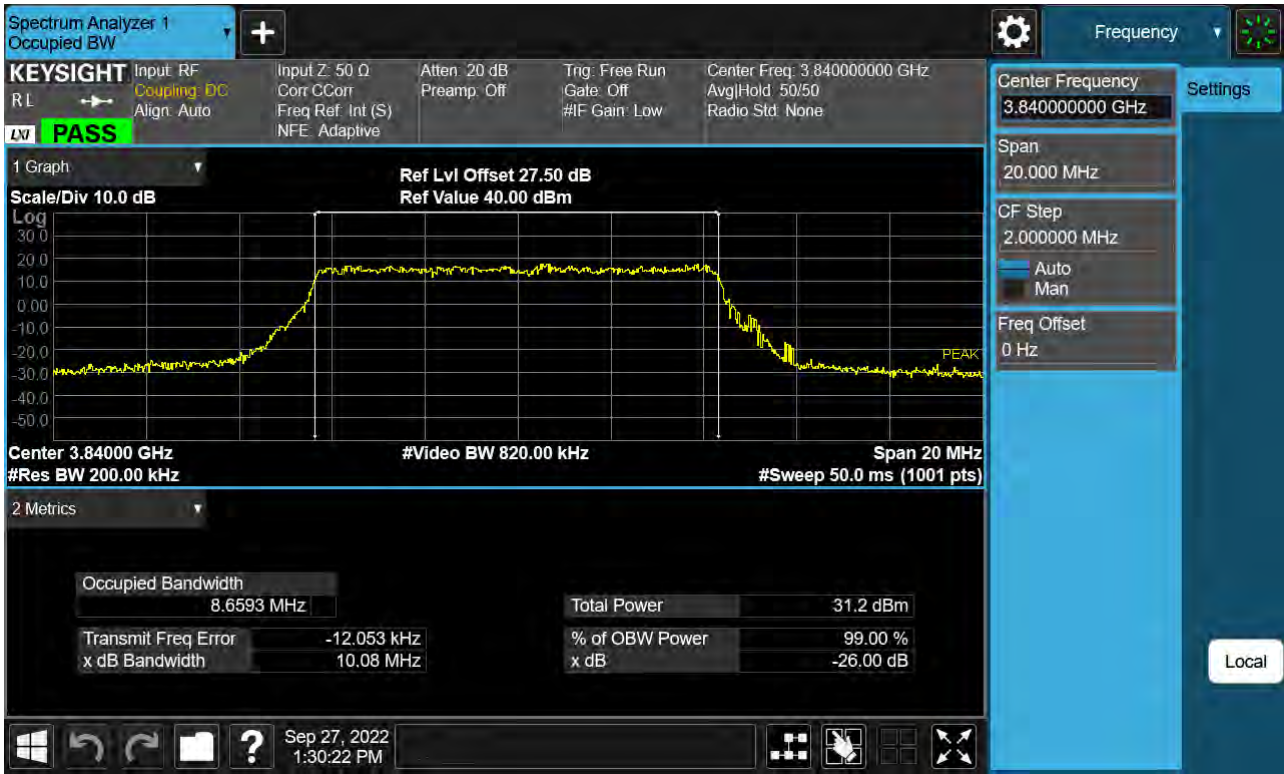 Spectrum Analyzer 1
Occupied BW
Frequency
KEYSIGHT
RL
LXI
PASS
Input: RF
Coupling: DC
Align: Auto
Input Z: 50 Ω
Corr CCorr
Freq Ref: Int (S)
NFE: Adaptive
Atten: 20 dB
Preamp: Off
Trig: Free Run
Gate: Off
#IF Gain: Low
Center Freq: 3.840000000 GHz
Avg|Hold: 50/50
Radio Std: None
1 Graph
Scale/Div 10.0 dB
Ref Lvl Offset 27.50 dB
Ref Value 40.00 dBm
Log
30.0
20.0
10.0
0.00
-10.0
-20.0
-30.0
-40.0
-50.0
PEAK
Center 3.84000 GHz
#Video BW 820.00 kHz
Span 20 MHz
#Res BW 200.00 kHz
#Sweep 50.0 ms (1001 pts)
2 Metrics
Occupied Bandwidth
8.6593 MHz
Total Power 31.2 dBm
Transmit Freq Error -12.053 kHz
% of OBW Power 99.00 %
x dB Bandwidth 10.08 MHz
x dB -26.00 dB
Center Frequency
3.840000000 GHz
Settings
Span
20.000 MHz
CF Step
2.000000 MHz
Auto
Man
Freq Offset
0 Hz
Local
?
Sep 27, 2022
1:30:22 PM